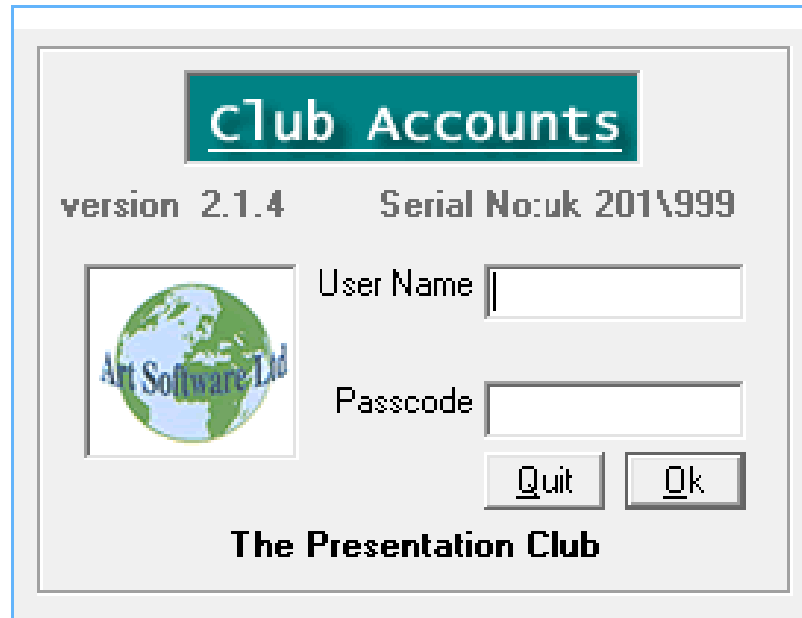 Club Accounts
version 2.1.4 Serial No:uk 201\999
User Name
Art Software Ltd
Passcode
Quit Ok
The Presentation Club